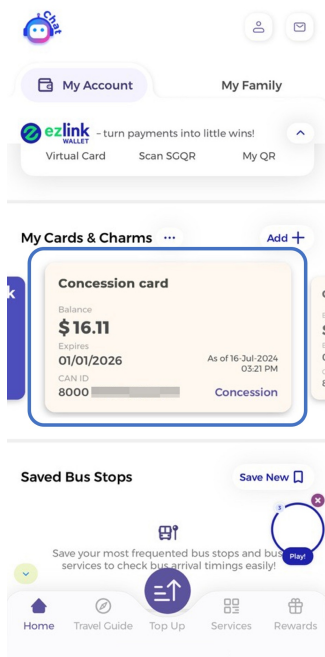 Chat
My Account
My Family
ezlink
WALLET
– turn payments into little wins!
Virtual Card
Scan SGQR
My QR
My Cards & Charms ...
Add +
Concession card
Balance
$16.11
Expires
01/01/2026
As of 16-Jul-2024
03:21 PM
CAN ID
8000
Concession
Saved Bus Stops
Save New
Save your most frequented bus stops and bus
services to check bus arrival timings easily!
Play!
Home
Travel Guide
Top Up
Services
Rewards